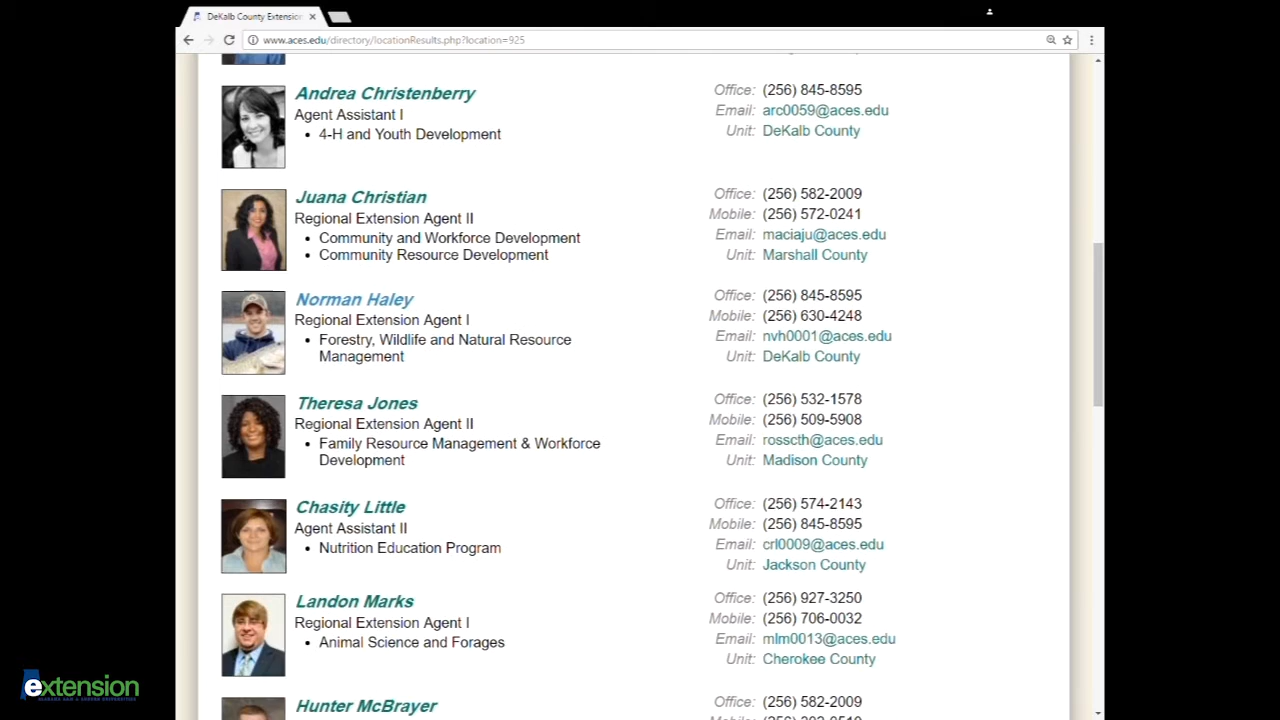 DeKalb County Extension
www.aces.edu/directory/locationResults.php?location=925
Andrea Christenberry
Agent Assistant I
• 4-H and Youth Development
Office: (256) 845-8595
Email: arc0059@aces.edu
Unit: DeKalb County
Juana Christian
Regional Extension Agent II
• Community and Workforce Development
• Community Resource Development
Office: (256) 582-2009
Mobile: (256) 572-0241
Email: maciaju@aces.edu
Unit: Marshall County
Norman Haley
Regional Extension Agent I
• Forestry, Wildlife and Natural Resource
Management
Office: (256) 845-8595
Mobile: (256) 630-4248
Email: nvh0001@aces.edu
Unit: DeKalb County
Theresa Jones
Regional Extension Agent II
• Family Resource Management & Workforce
Development
Office: (256) 532-1578
Mobile: (256) 509-5908
Email: rosscth@aces.edu
Unit: Madison County
Chasity Little
Agent Assistant II
• Nutrition Education Program
Office: (256) 574-2143
Mobile: (256) 845-8595
Email: crl0009@aces.edu
Unit: Jackson County
Landon Marks
Regional Extension Agent I
• Animal Science and Forages
Office: (256) 927-3250
Mobile: (256) 706-0032
Email: mlm0013@aces.edu
Unit: Cherokee County
Hunter McBrayer
Office: (256) 582-2009
extension